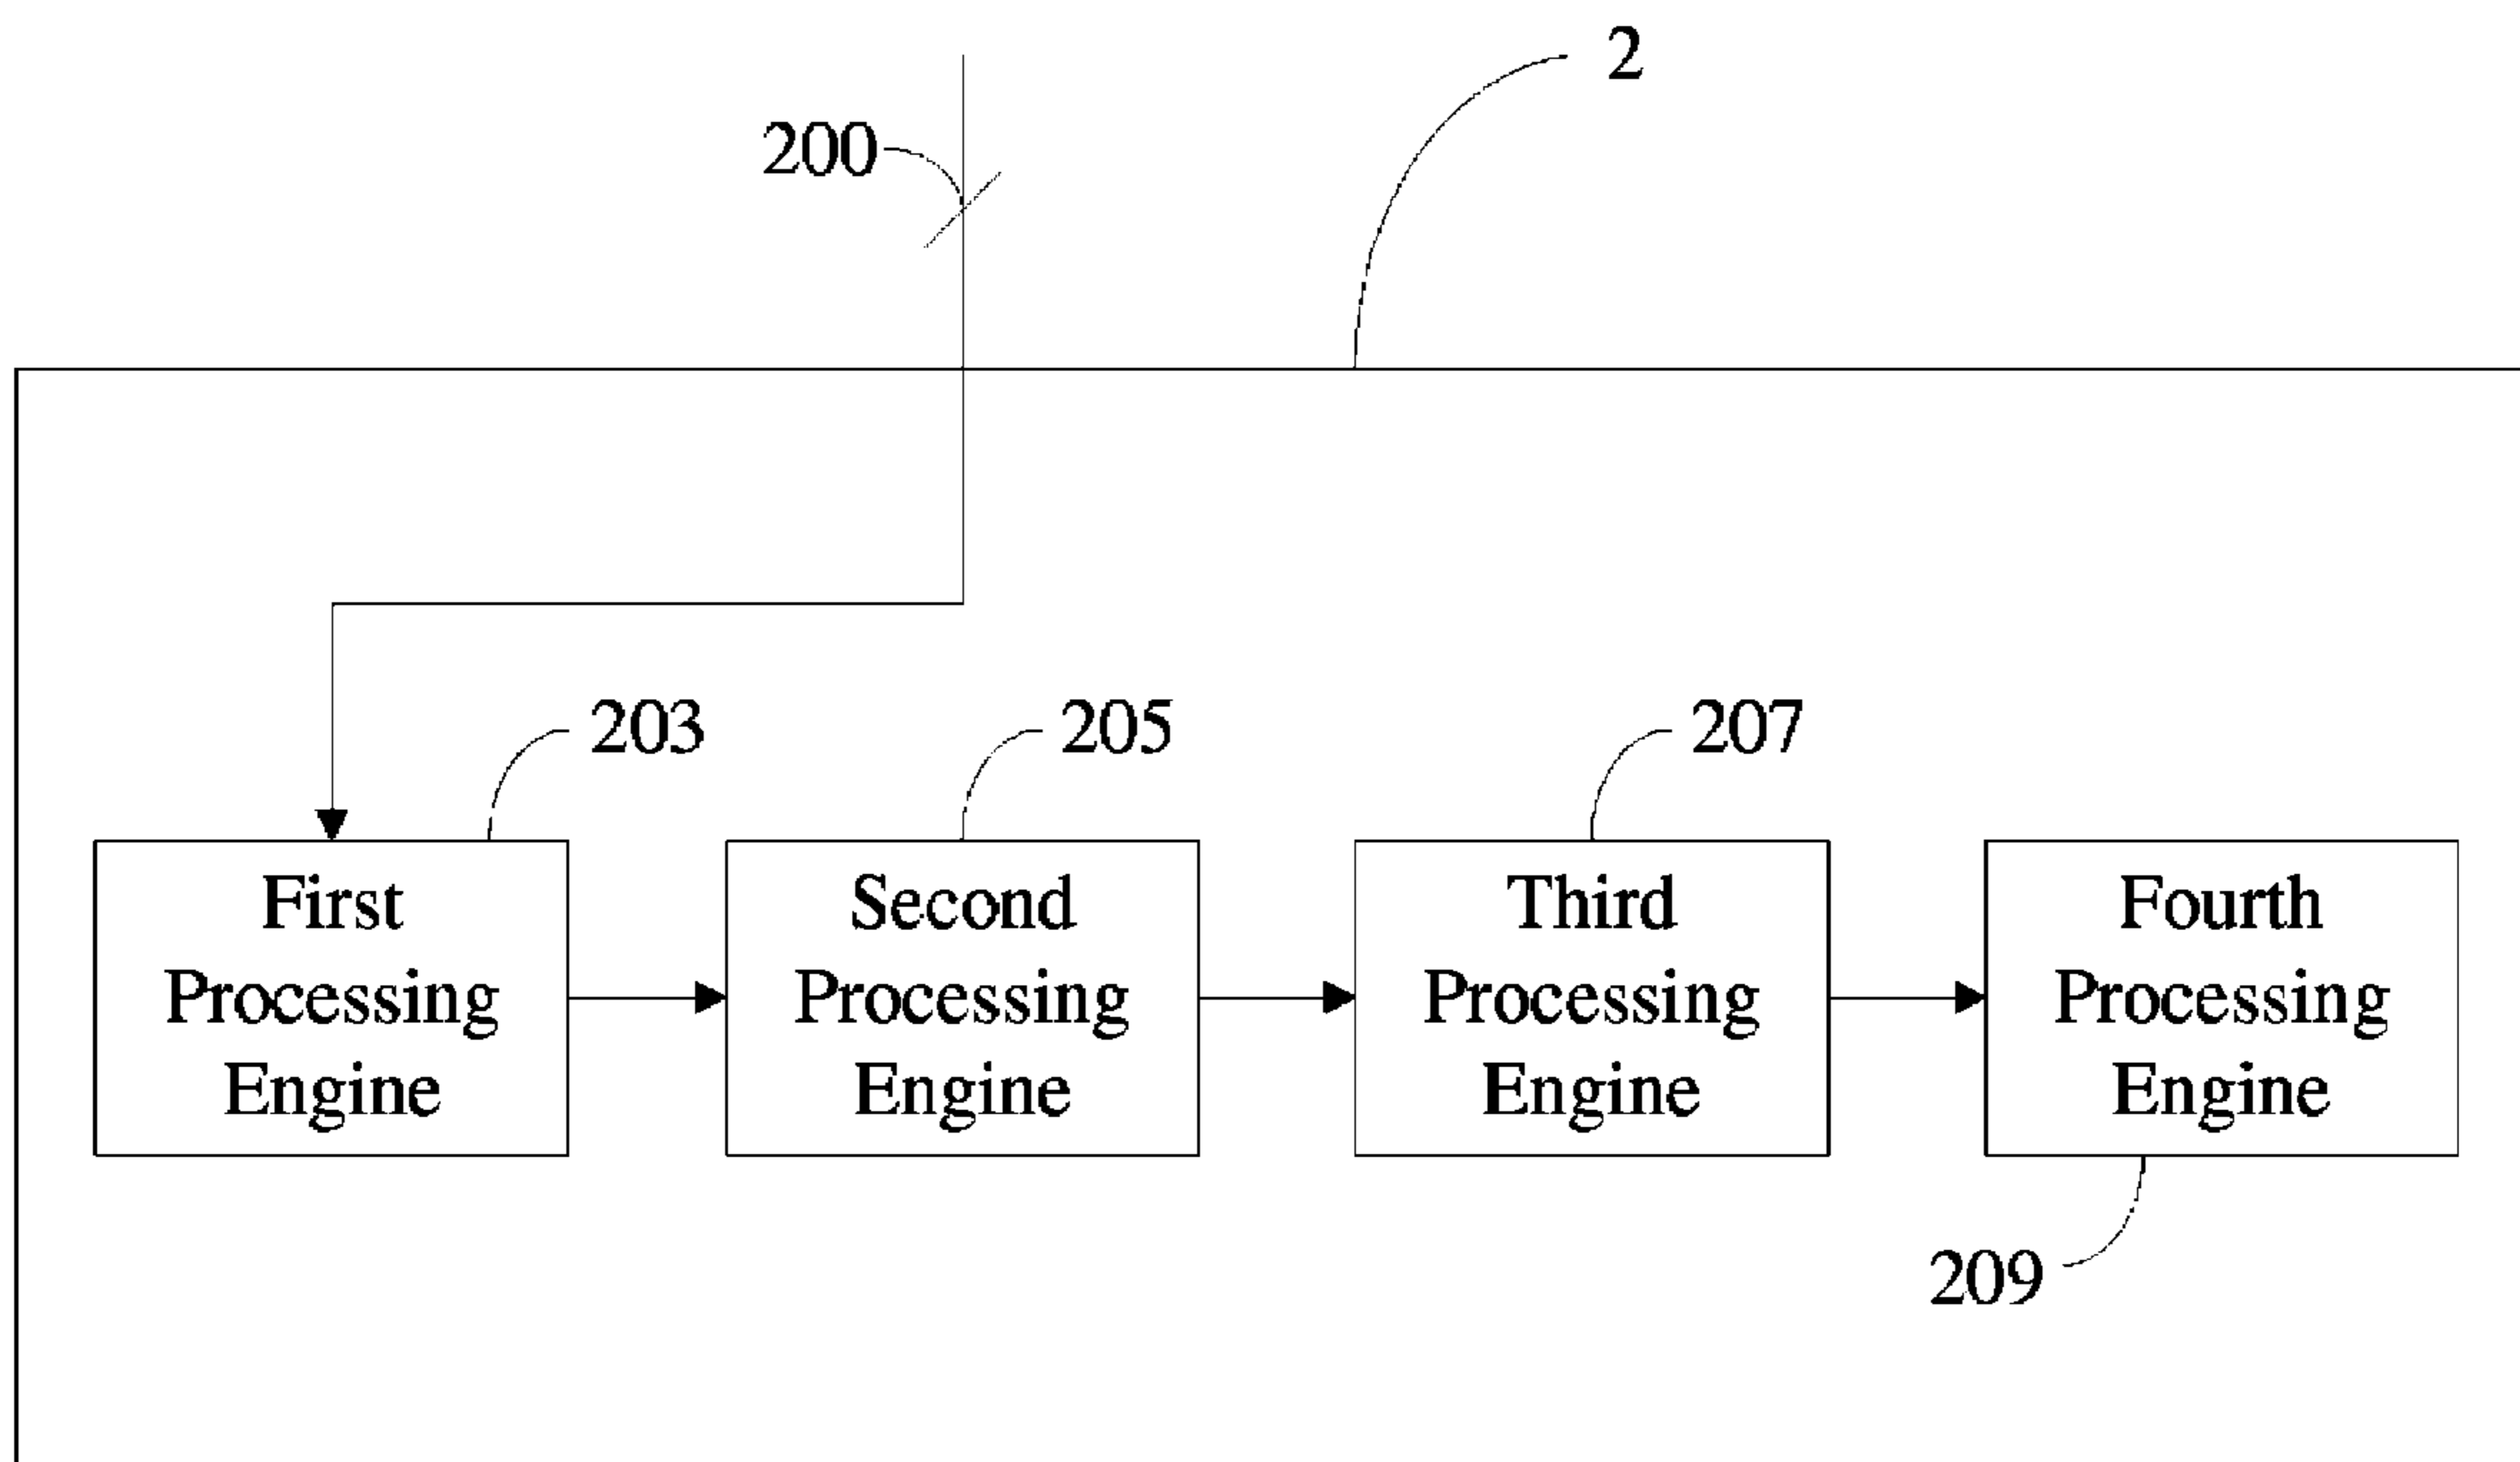 2
200
203
205
207
First
Processing
Engine
Second
Processing
Engine
Third
Processing
Engine
Fourth
Processing
Engine
209